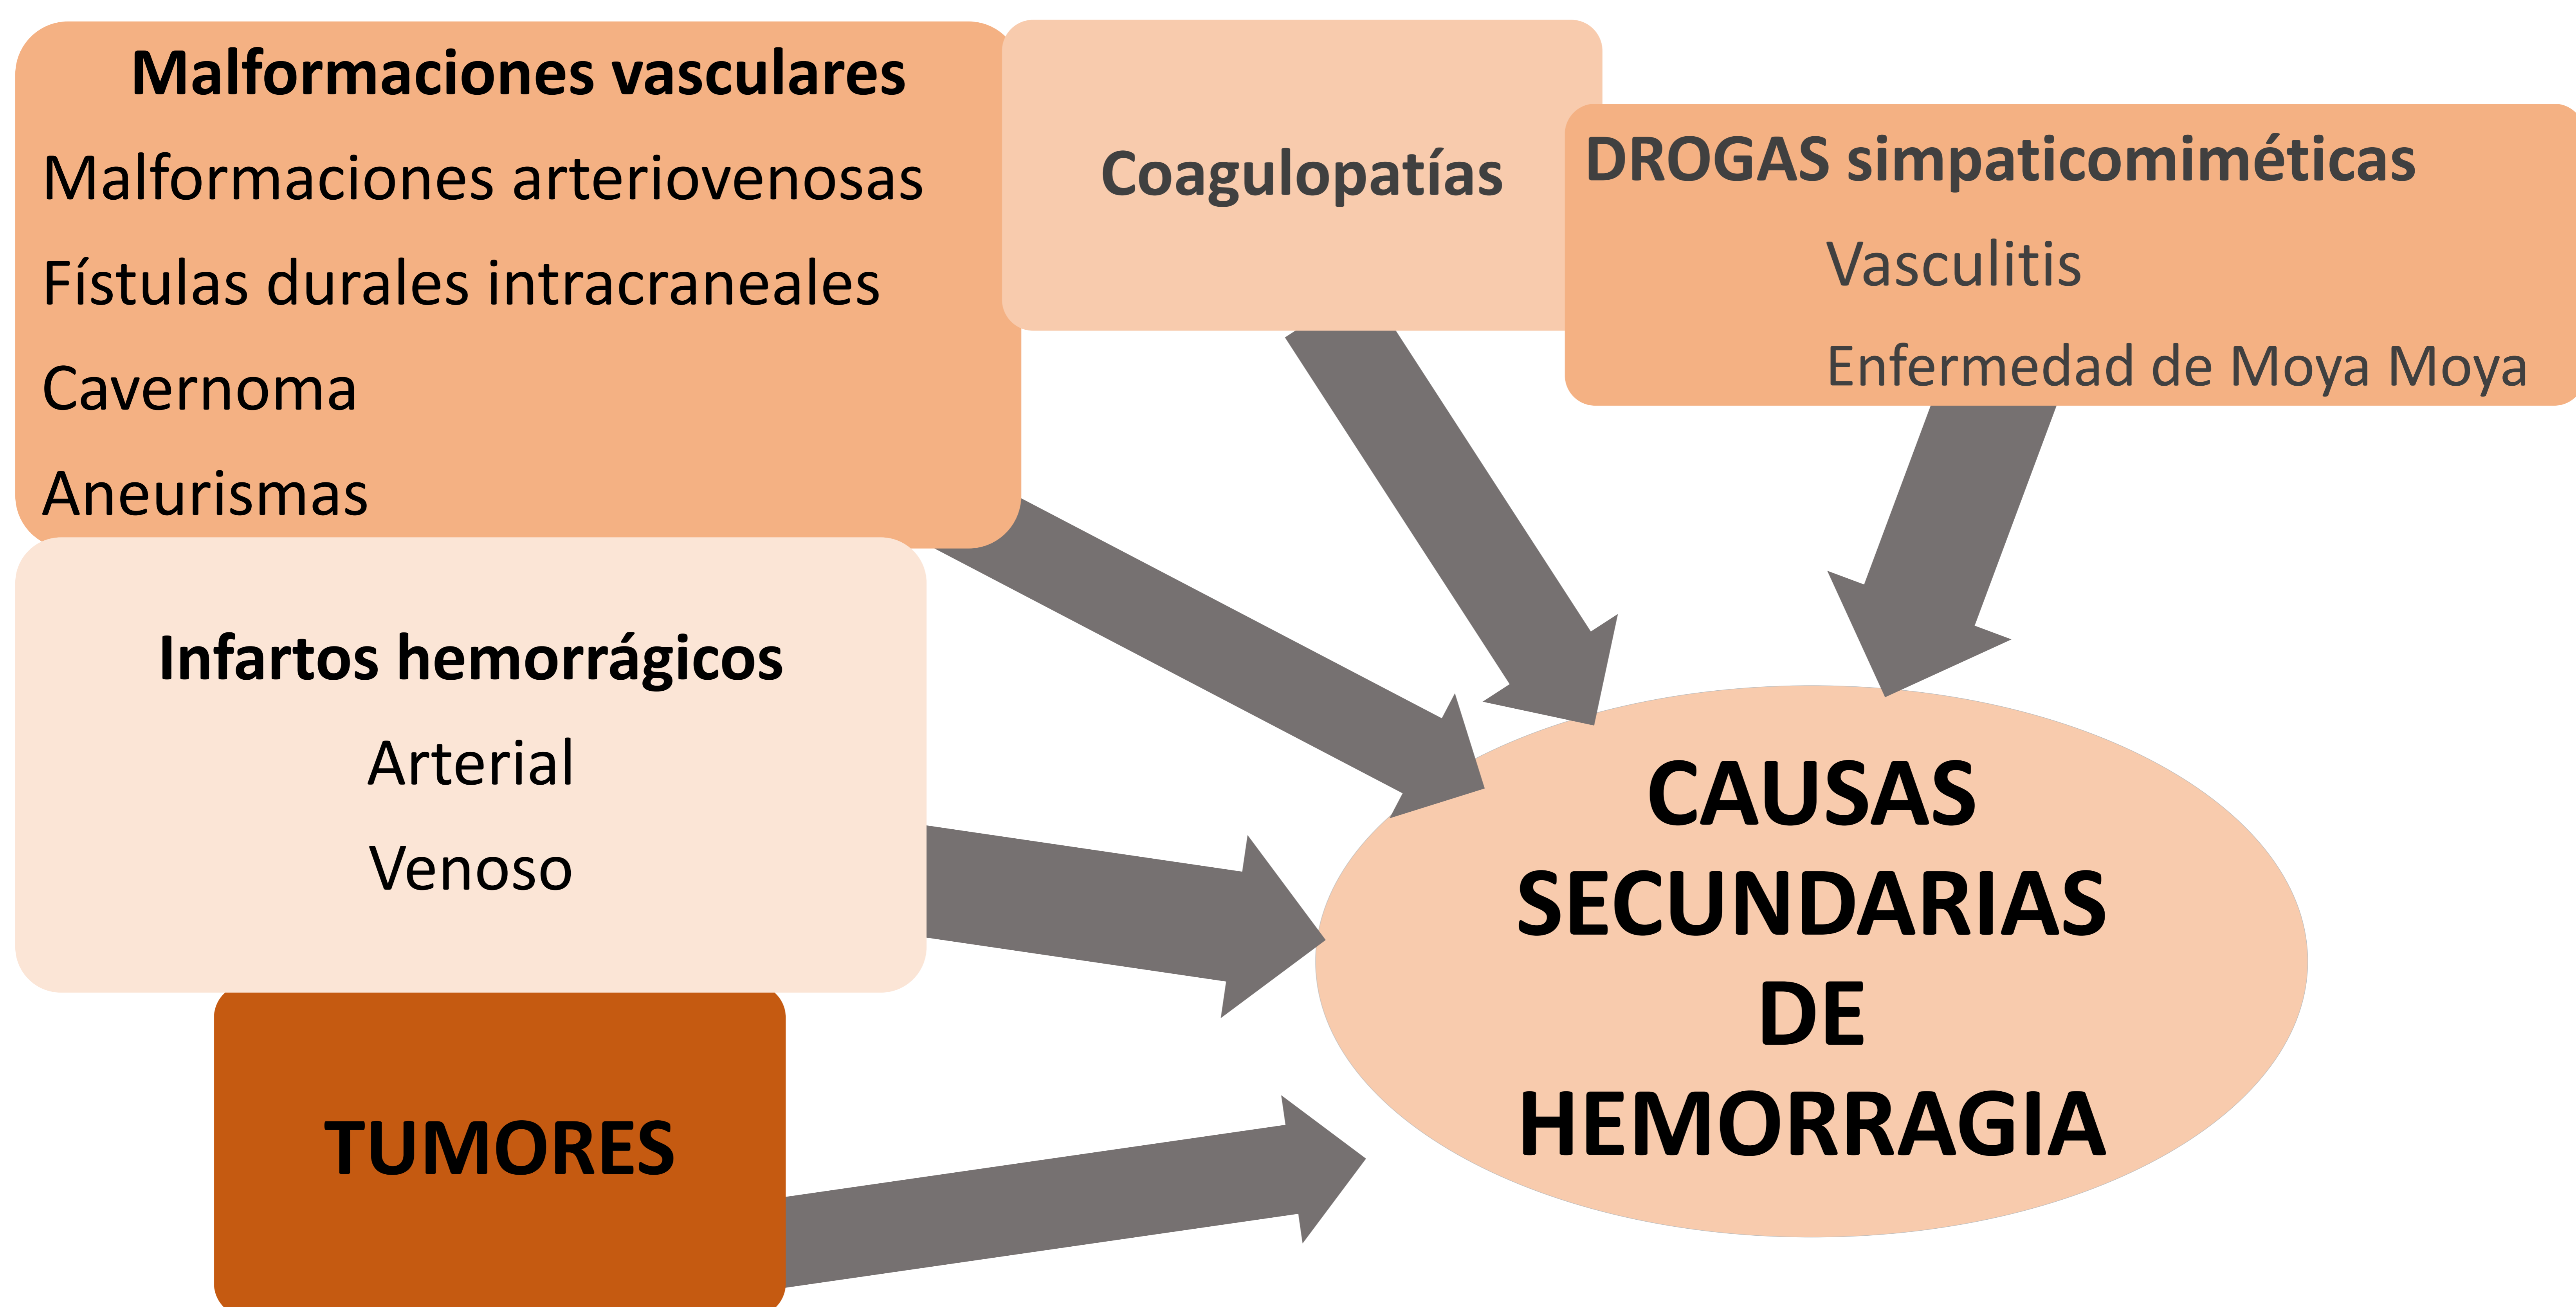 Malformaciones vasculares
Malformaciones arteriovenosas
Fístulas durales intracraneales
Cavernoma
Aneurismas
Coagulopatías
DROGAS simpaticomiméticas
Vasculitis
Enfermedad de Moya Moya
Infartos hemorrágicos
Arterial
Venoso
TUMORES
CAUSAS
SECUNDARIAS
DE
HEMORRAGIA